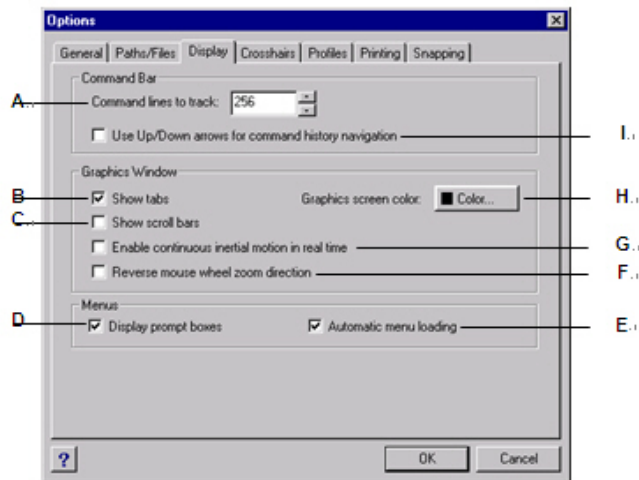 Options
General Paths/Files Display Crosshairs Profiles Printing Snapping
Command Bar
A.. Command lines to track: 256
Use Up/Down arrows for command history navigation I..
Graphics Window
B Show tabs Graphics screen color: Color... H..
C.. Show scroll bars
Enable continuous inertial motion in real time G..
Reverse mouse wheel zoom direction F..
Menus
D Display prompt boxes Automatic menu loading E..
? OK Cancel